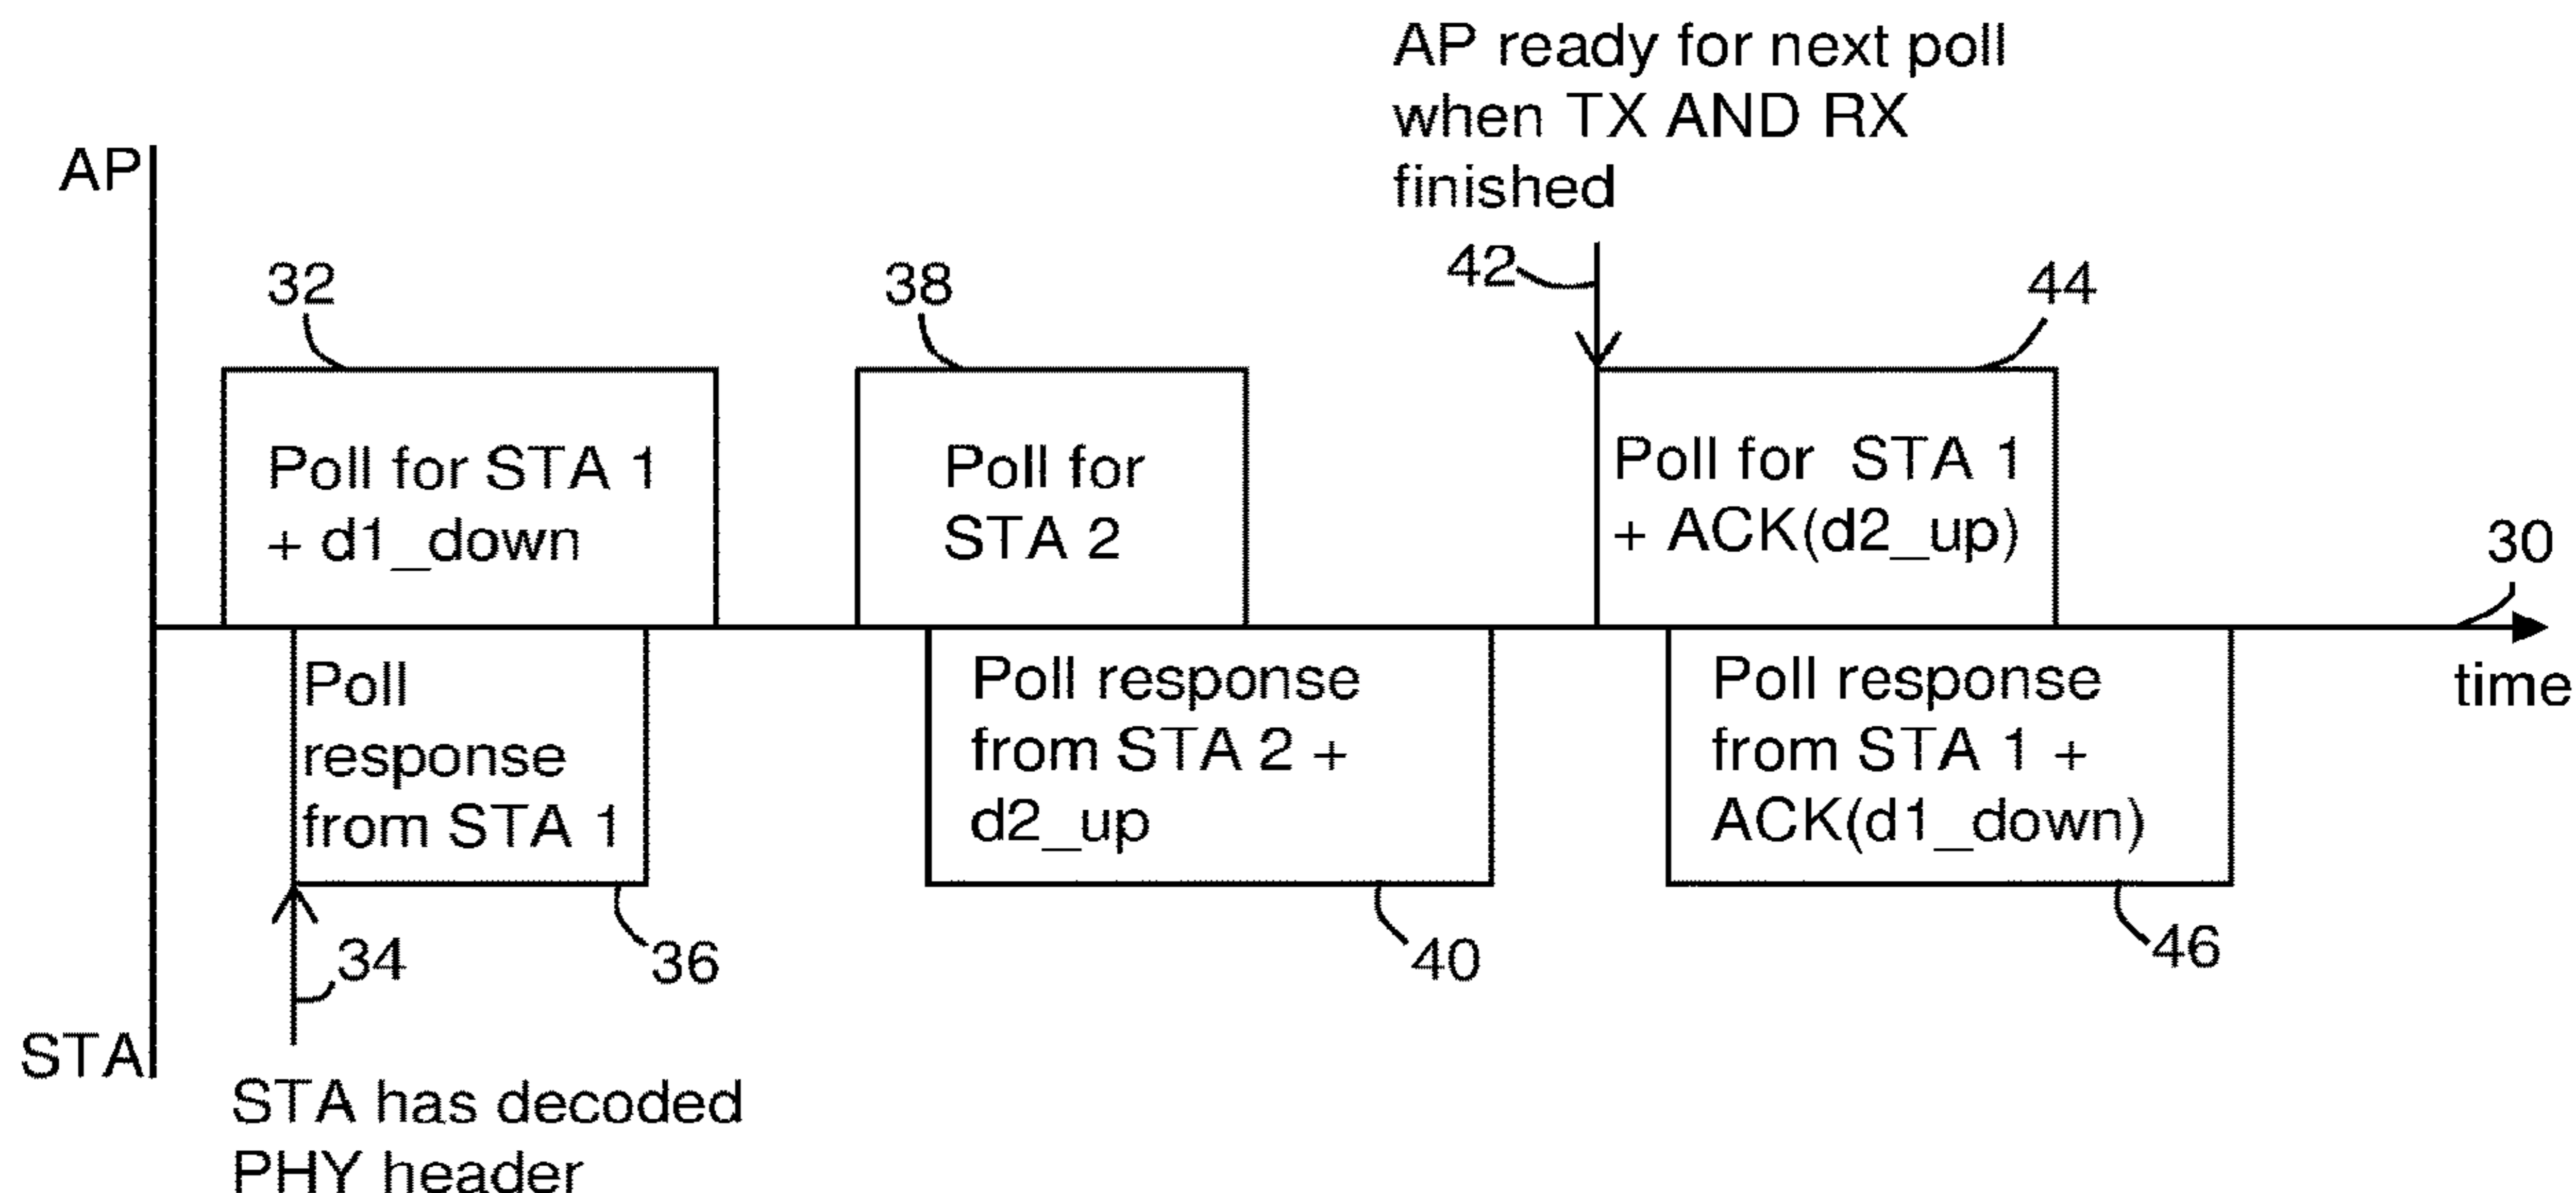 AP ready for next poll
when TX AND RX
finished
AP
42
32
38
44
Poll for STA 1
+ d1_down
Poll for
STA 2
Poll for STA 1
+ ACK(d2_up)
30
time
Poll
response
from STA 1
Poll response
from STA 2 +
d2_up
Poll response
from STA 1 +
ACK(d1_down)
34
36
40
46
STA
STA has decoded
PHY header